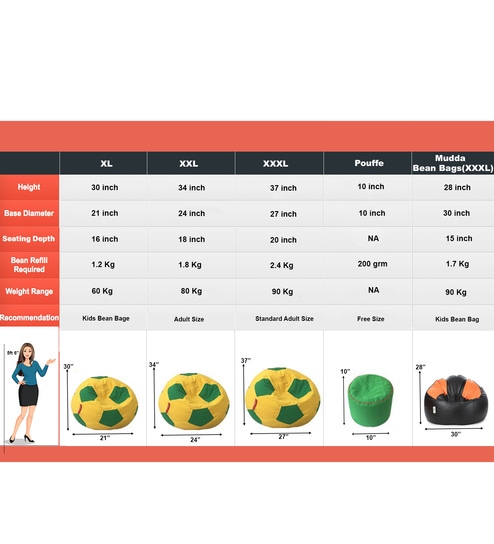 XL XXL XXXL Pouffe Mudda
Bean Bags(XXXL)
Height 30 inch 34 inch 37 inch 10 inch 28 inch
Base Diameter 21 inch 24 inch 27 inch 10 inch 30 inch
Seating Depth 16 inch 18 inch 20 inch NA 15 inch
Bean Refill
Required 1.2 Kg 1.8 Kg 2.4 Kg 200 grm 1.7 Kg
Weight Range 60 Kg 80 Kg 90 Kg NA 90 Kg
Recommendation Kids Bean Bage Adult Size Standard Adult Size Free Size Kids Bean Bag
30" 34" 37" 10" 28"
21" 24" 27" 10" 30"